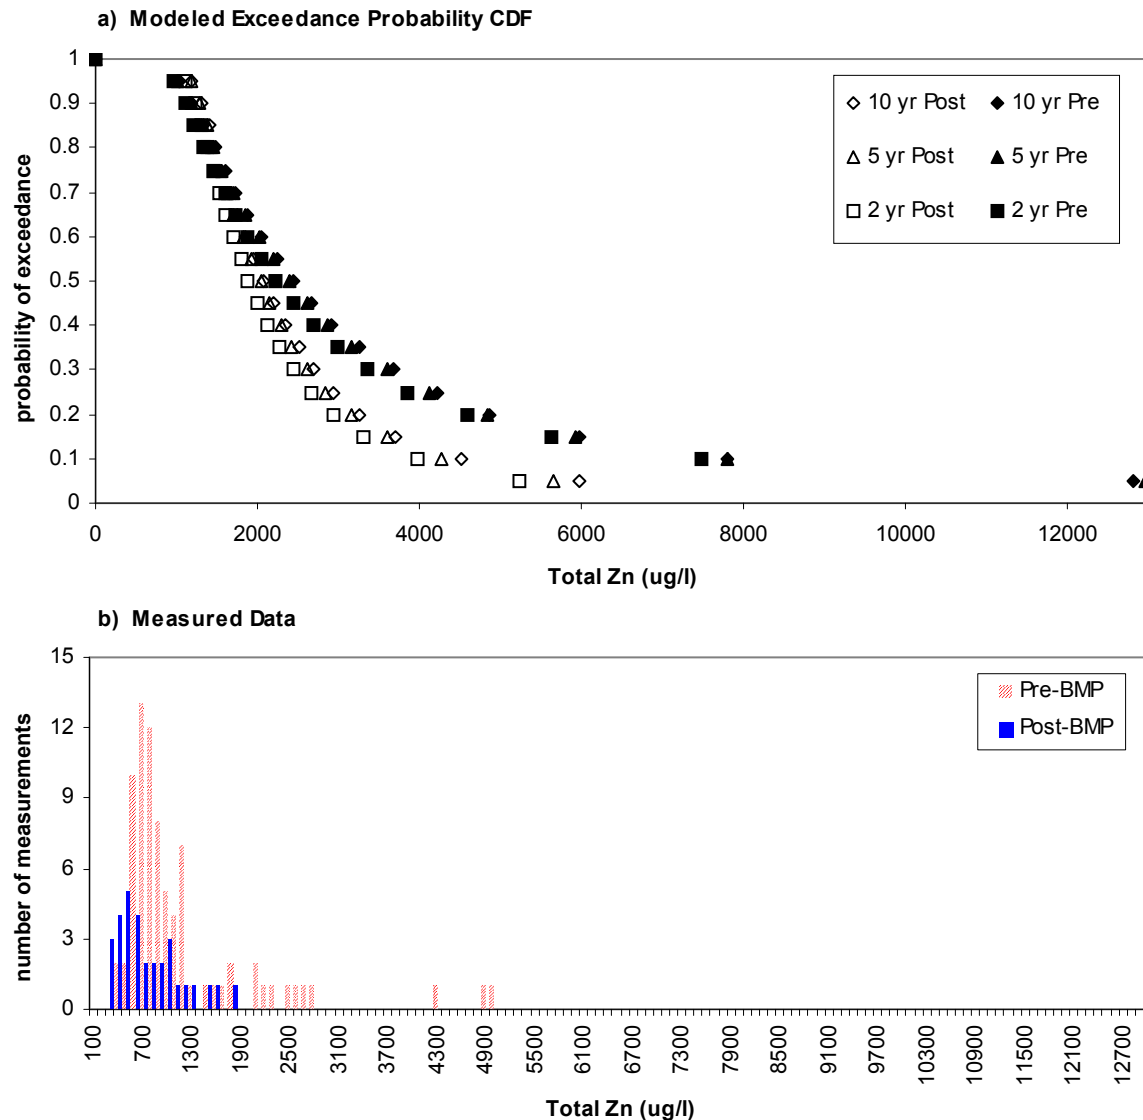 a) Modeled Exceedance Probability CDF
1
0.9
0.8
0.7
0.6
0.5
0.4
0.3
0.2
0.1
0
probability of exceedance
10 yr Post 10 yr Pre
5 yr Post 5 yr Pre
2 yr Post 2 yr Pre
0 2000 4000 6000 8000 10000 12000
Total Zn (ug/l)
b) Measured Data
15
12
9
6
3
0
number of measurements
Pre-BMP
Post-BMP
100 700 1300 1900 2500 3100 3700 4300 4900 5500 6100 6700 7300 7900 8500 9100 9700 10300 10900 11500 12100 12700
Total Zn (ug/l)